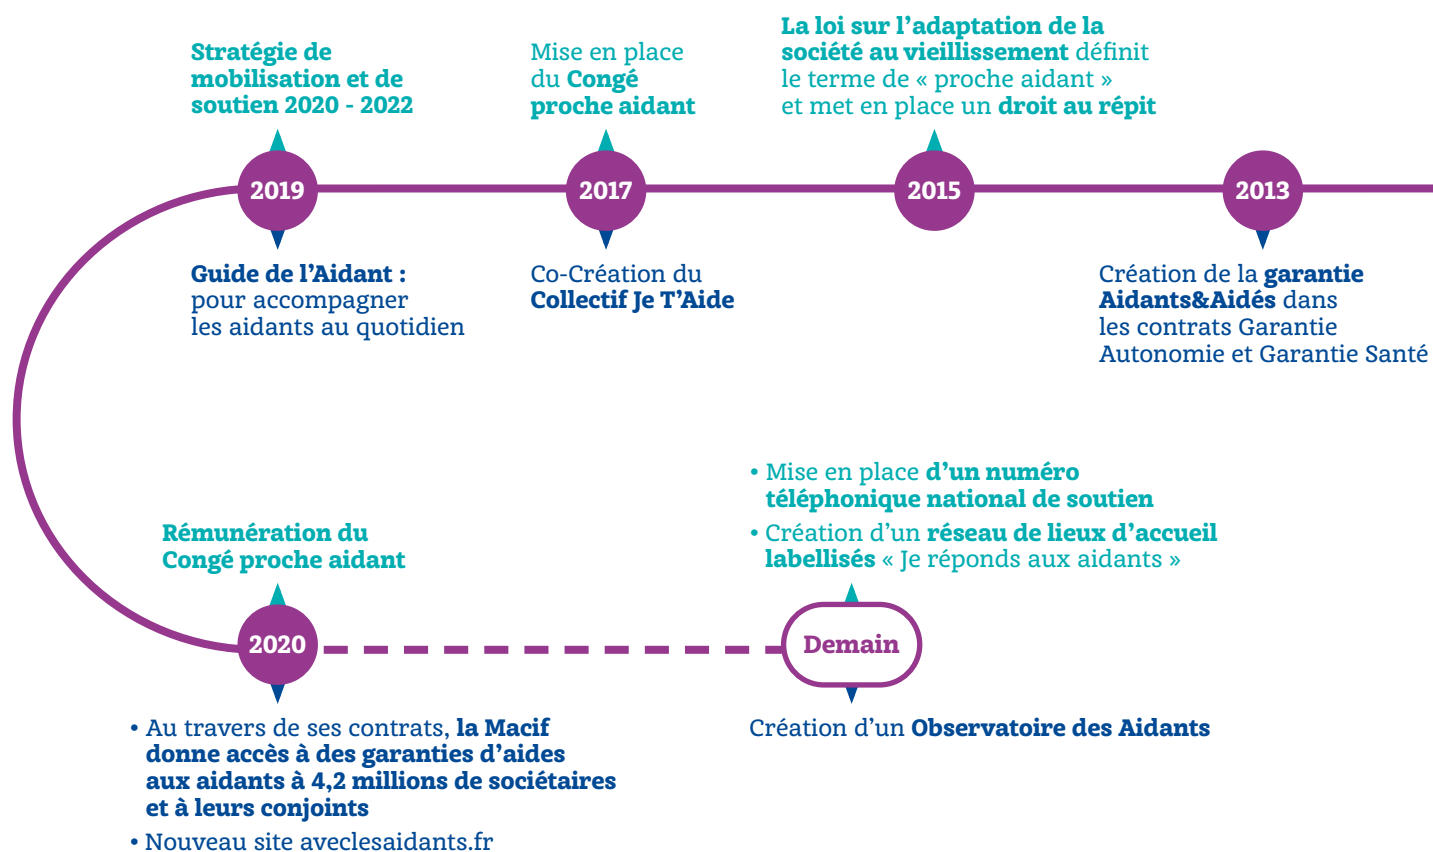 Stratégie de
mobilisation et de
soutien 2020 - 2022
Mise en place
du Congé
proche aidant
La loi sur l’adaptation de la
société au vieillissement définit
le terme de « proche aidant »
et met en place un droit au répit
2019
2017
2015
2013
Guide de l’Aidant :
pour accompagner
les aidants au quotidien
Co-Création du
Collectif Je T’Aide
Création de la garantie
Aidants&Aidés dans
les contrats Garantie
Autonomie et Garantie Santé
Rémunération du
Congé proche aidant
• Mise en place d’un numéro
téléphonique national de soutien
• Création d’un réseau de lieux d’accueil
labellisés « Je réponds aux aidants »
2020
Demain
• Au travers de ses contrats, la Macif
donne accès à des garanties d’aides
aux aidants à 4,2 millions de sociétaires
et à leurs conjoints
• Nouveau site aveclesaidants.fr
Création d’un Observatoire des Aidants